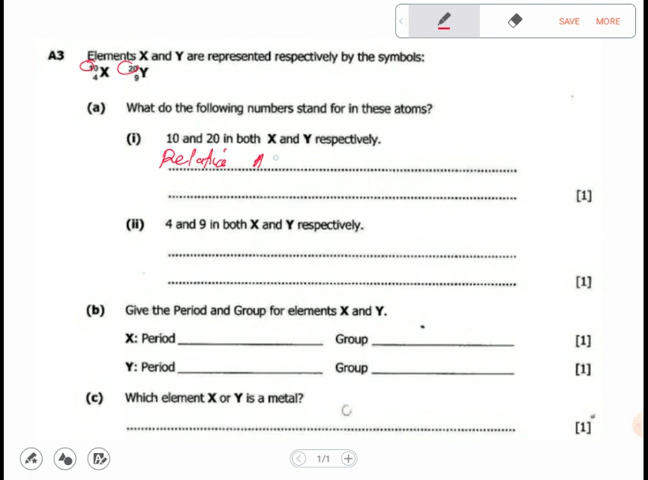 SAVE MORE
A3 Elements X and Y are represented respectively by the symbols:
10 4 X 20 9 Y
(a) What do the following numbers stand for in these atoms?
(i) 10 and 20 in both X and Y respectively.
Relative A
[1]
(ii) 4 and 9 in both X and Y respectively.
[1]
(b) Give the Period and Group for elements X and Y.
X: Period Group [1]
Y: Period Group [1]
(c) Which element X or Y is a metal?
[1]
1/1